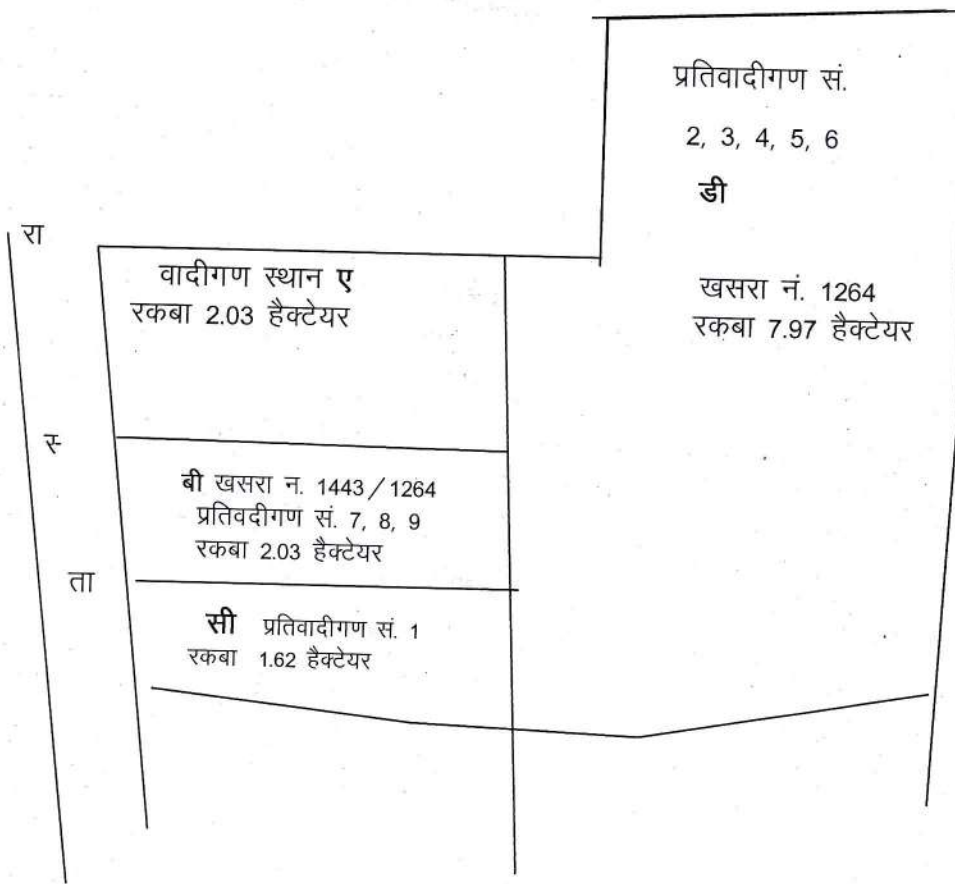 प्रतिवादीगण सं.
2, 3, 4, 5, 6
डी
खसरा नं. 1264
रकबा 7.97 हैक्टेयर
रा
स्
ता
वादीगण स्थान ए
रकबा 2.03 हैक्टेयर
बी खसरा न. 1443/1264
प्रतिवदीगण सं. 7, 8, 9
रकबा 2.03 हैक्टेयर
सी प्रतिवादीगण सं. 1
रकबा 1.62 हैक्टेयर